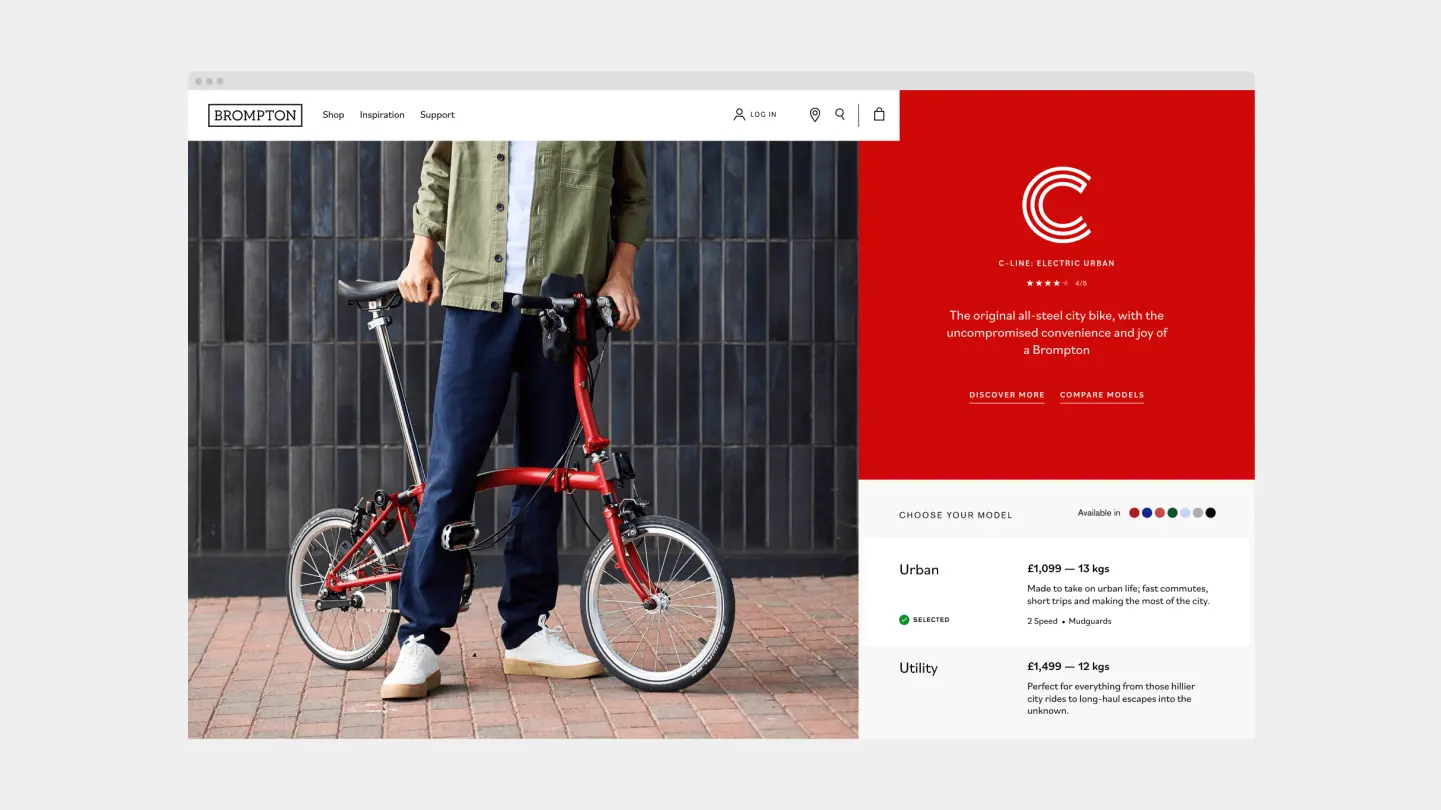 BROMPTON
Shop
Inspiration
Support
LOG IN
C-LINE: ELECTRIC URBAN
4/5
The original all-steel city bike, with the
uncompromised convenience and joy of
a Brompton
DISCOVER MORE
COMPARE MODELS
CHOOSE YOUR MODEL
Available in
Urban
£1,099 — 13 kgs
Made to take on urban life; fast commutes,
short trips and making the most of the city.
SELECTED
2 Speed • Mudguards
Utility
£1,499 — 12 kgs
Perfect for everything from those hillier
city rides to long-haul escapes into the
unknown.